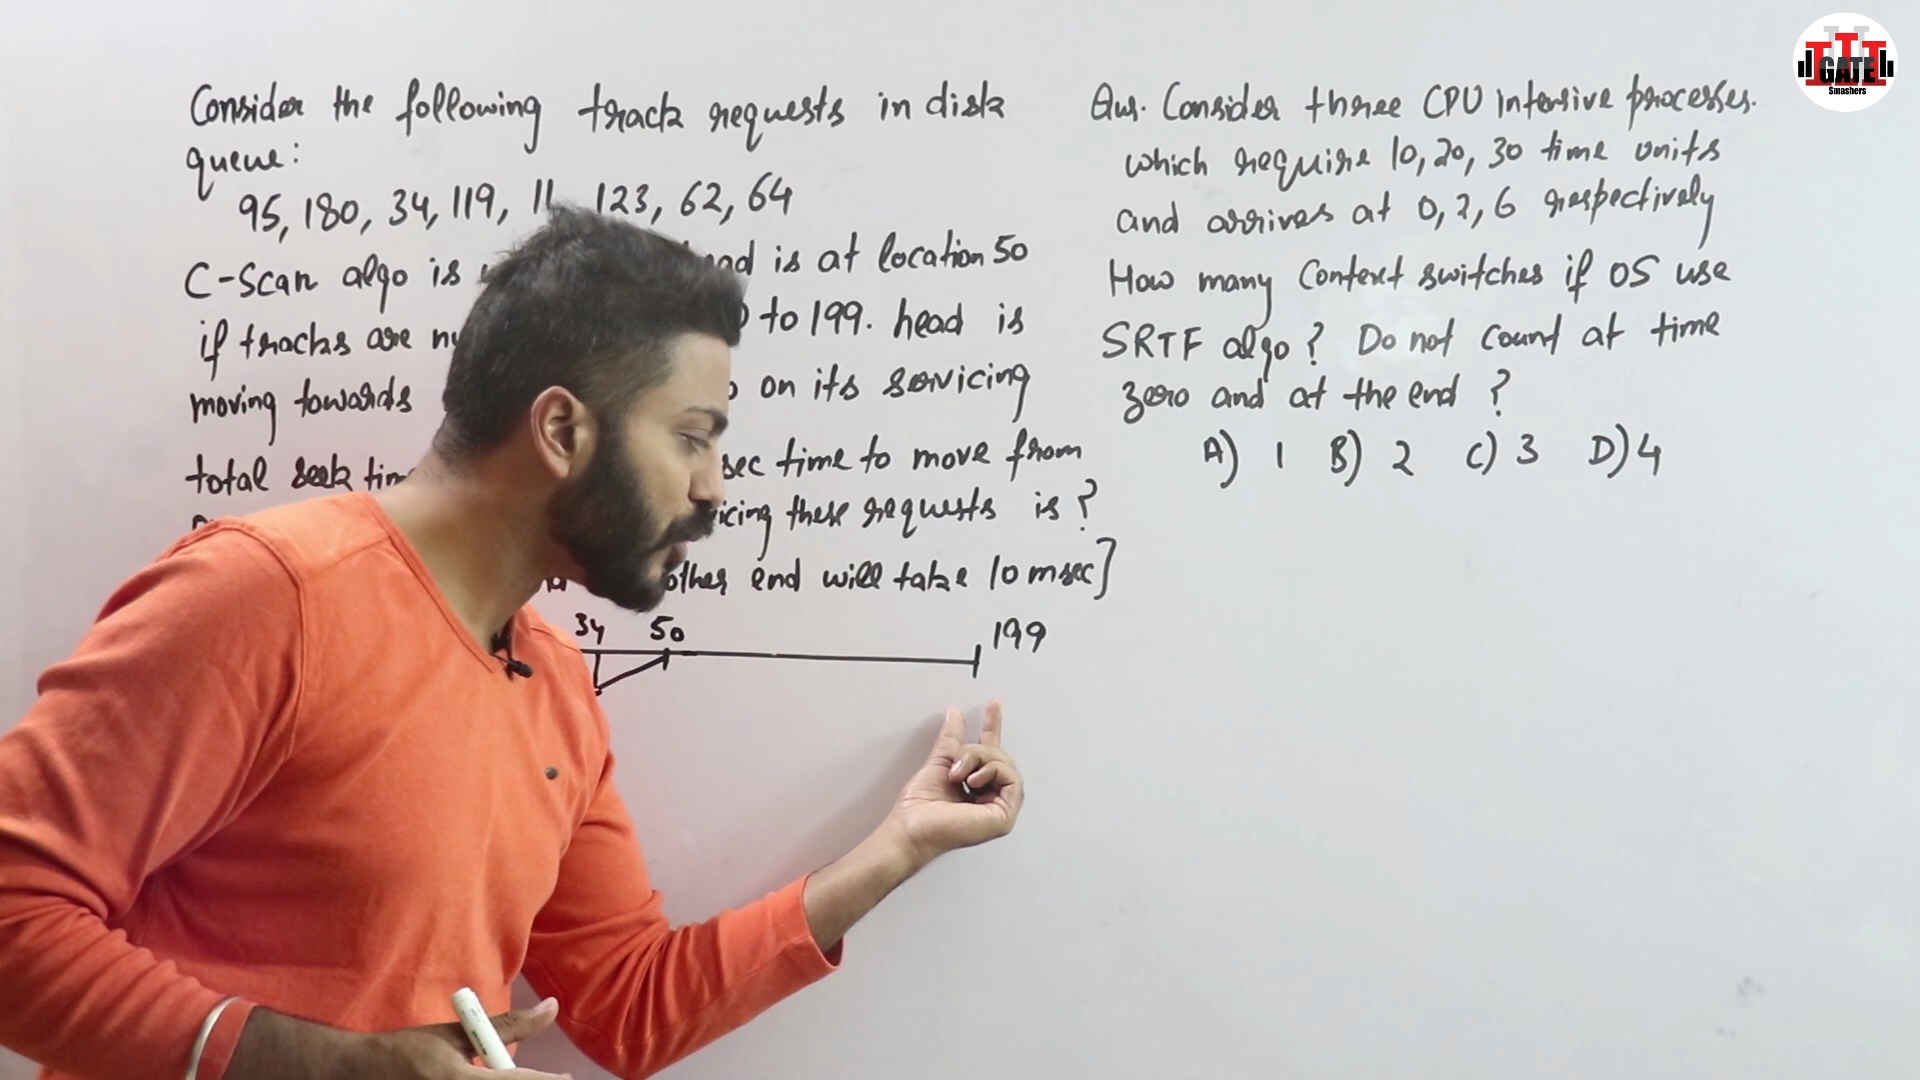 Consider the following track requests in disk
queue:
95, 180, 34, 119, 11, 123, 62, 64
C-Scan algo is head is at location 50
if tracks are to 199. head is
moving towards on its servicing
total seek sec time to move from
these requests is?
other end will take 10 msec]
34 50 199
Que. Consider three CPU intensive processes.
which require 10, 20, 30 time units
and arrives at 0, 2, 6 respectively
How many Context switches if OS use
SRTF algo? Do not count at time
zero and at the end?
A) 1 B) 2 C) 3 D) 4
GATE
Smashers